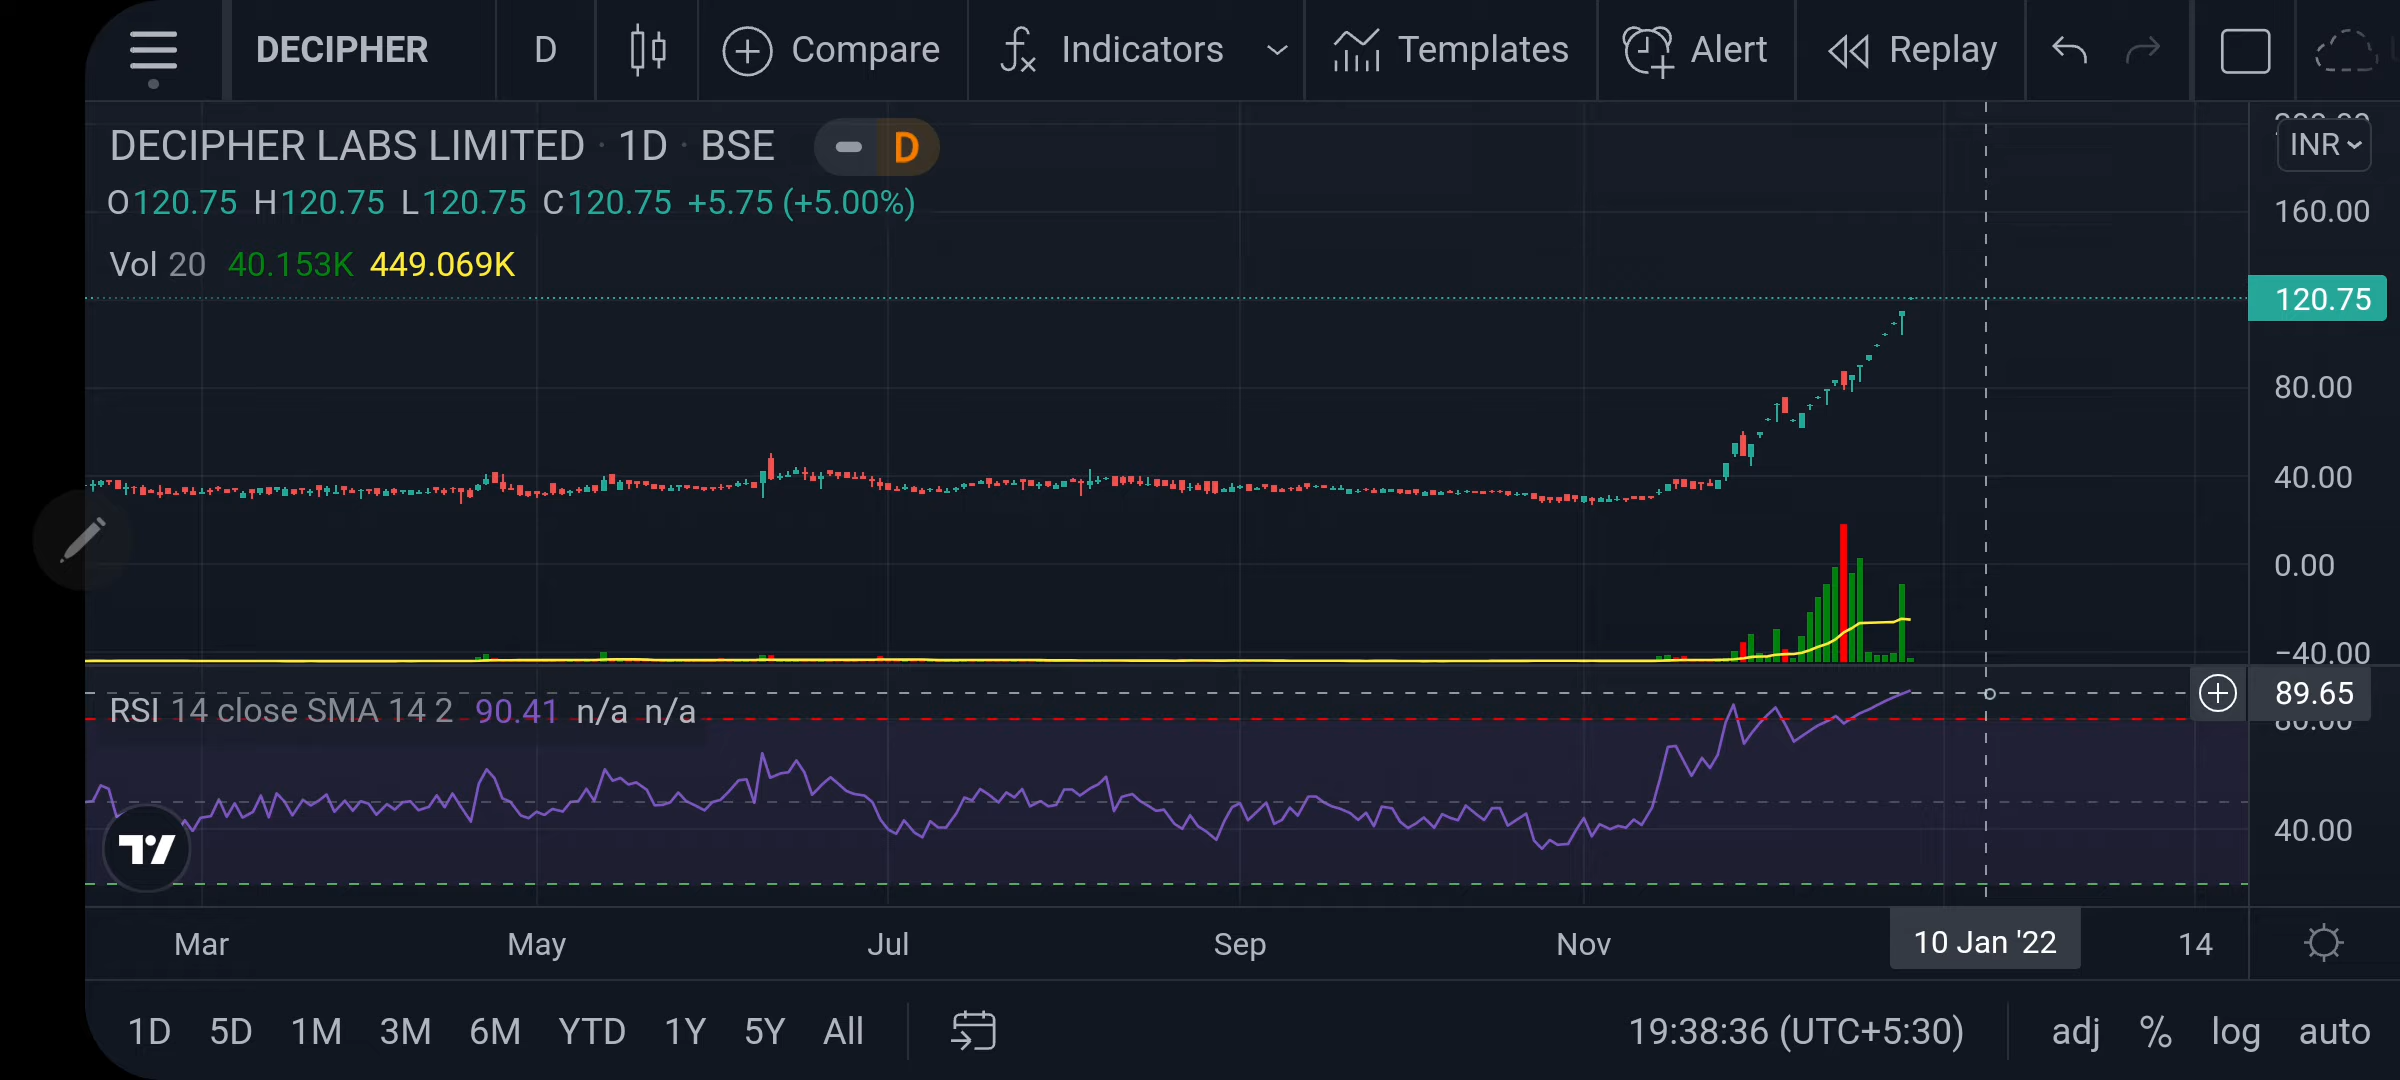 DECIPHER D Compare Indicators Templates Alert Replay
DECIPHER LABS LIMITED · 1D · BSE D
INR
O120.75 H120.75 L120.75 C120.75 +5.75 (+5.00%)
160.00
Vol 20 40.153K 449.069K
120.75
80.00
40.00
0.00
−40.00
RSI 14 close SMA 14 2 90.41 n/a n/a
89.65
80.00
40.00
Mar May Jul Sep Nov 10 Jan '22 14
1D 5D 1M 3M 6M YTD 1Y 5Y All 19:38:36 (UTC+5:30) adj % log auto